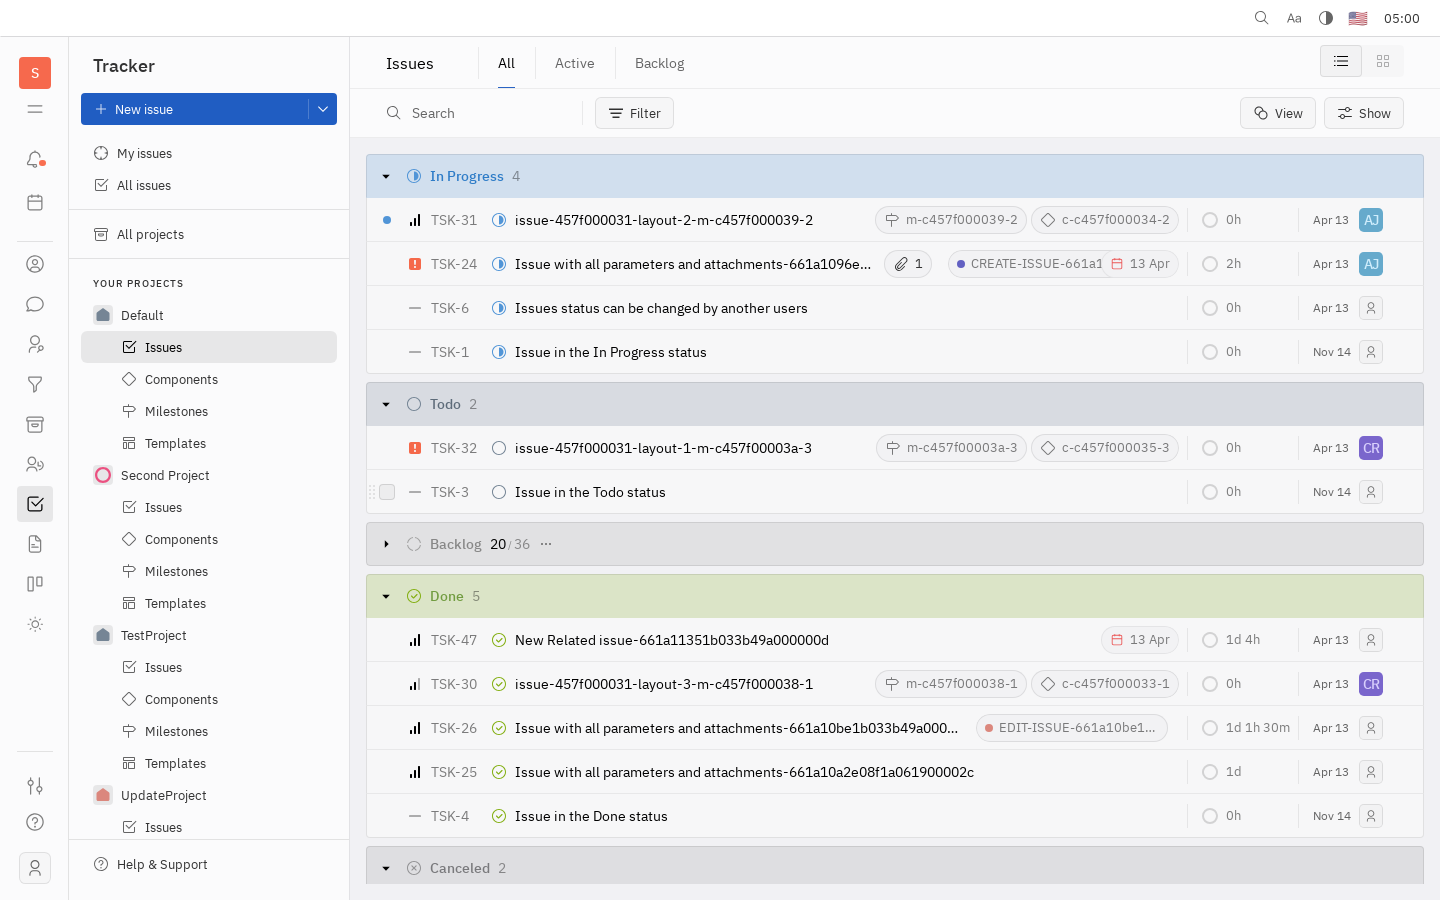 Aa 05:00
S
Tracker
New issue
My issues
All issues
All projects
YOUR PROJECTS
Default
Issues
Components
Milestones
Templates
Second Project
Issues
Components
Milestones
Templates
TestProject
Issues
Components
Milestones
Templates
UpdateProject
Issues
Help & Support
Issues All Active Backlog
Search Filter View Show
In Progress 4
TSK-31 issue-457f000031-layout-2-m-c457f000039-2 m-c457f000039-2 c-c457f000034-2 0h Apr 13 AJ
TSK-24 Issue with all parameters and attachments-661a1096e... 1 CREATE-ISSUE-661a1 13 Apr 2h Apr 13 AJ
TSK-6 Issues status can be changed by another users 0h Apr 13
TSK-1 Issue in the In Progress status 0h Nov 14
Todo 2
TSK-32 issue-457f000031-layout-1-m-c457f00003a-3 m-c457f00003a-3 c-c457f000035-3 0h Apr 13 CR
TSK-3 Issue in the Todo status 0h Nov 14
Backlog 20 / 36 ...
Done 5
TSK-47 New Related issue-661a11351b033b49a000000d 13 Apr 1d 4h Apr 13
TSK-30 issue-457f000031-layout-3-m-c457f000038-1 m-c457f000038-1 c-c457f000033-1 0h Apr 13 CR
TSK-26 Issue with all parameters and attachments-661a10be1b033b49a000... EDIT-ISSUE-661a10be1... 1d 1h 30m Apr 13
TSK-25 Issue with all parameters and attachments-661a10a2e08f1a061900002c 1d Apr 13
TSK-4 Issue in the Done status 0h Nov 14
Canceled 2